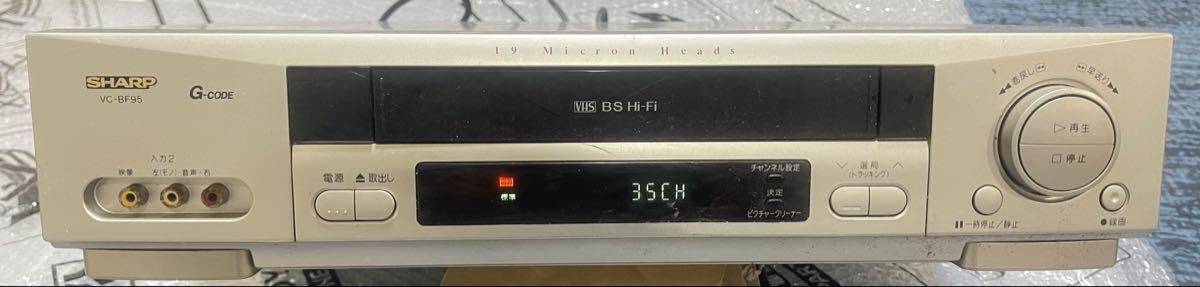 19 Micron Heads
SHARP
VC-BF95
G-CODE
VHS BS Hi-Fi
入力2
映像 左(モノ)-音声-右
電源 ▲取出し
標準
35CH
チャンネル設定
決定
ピクチャークリーナー
選局
(トラッキング)
◀◀巻戻し
早送り▶▶
▷再生
□停止
▮▮一時停止/静止
●録画